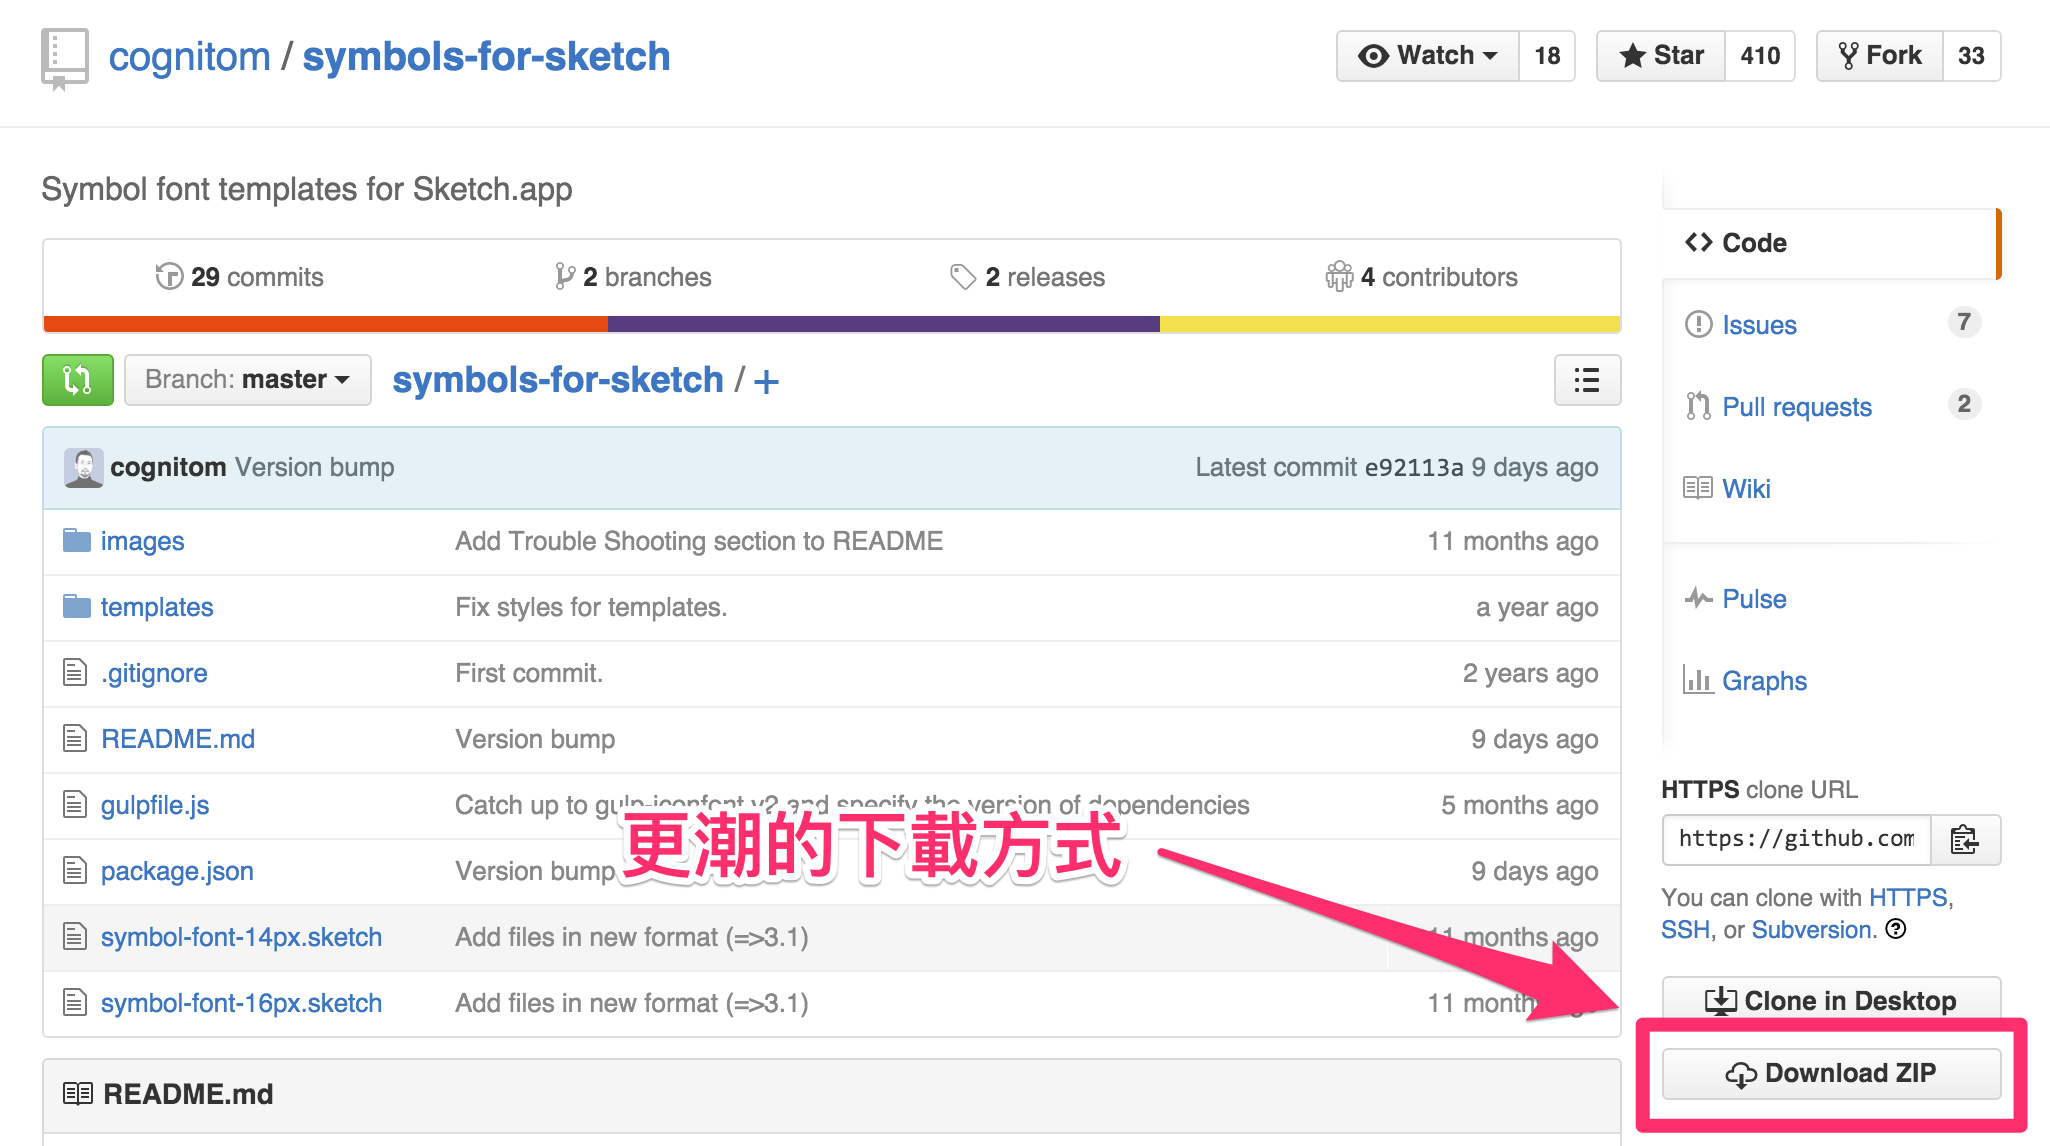 cognitom / symbols-for-sketch
Watch 18
Star 410
Fork 33
Symbol font templates for Sketch.app
29 commits
2 branches
2 releases
4 contributors
Branch: master
symbols-for-sketch / +
cognitom Version bump Latest commit e92113a 9 days ago
images Add Trouble Shooting section to README 11 months ago
templates Fix styles for templates. a year ago
.gitignore First commit. 2 years ago
README.md Version bump 9 days ago
gulpfile.js Catch up to gulp-iconfont v2 and specify the version of dependencies 5 months ago
package.json Version bump 9 days ago
symbol-font-14px.sketch Add files in new format (=>3.1) 11 months ago
symbol-font-16px.sketch Add files in new format (=>3.1) 11 months ago
README.md
更潮的下載方式
Code
Issues 7
Pull requests 2
Wiki
Pulse
Graphs
HTTPS clone URL
https://github.com
You can clone with HTTPS,
SSH, or Subversion.
Clone in Desktop
Download ZIP